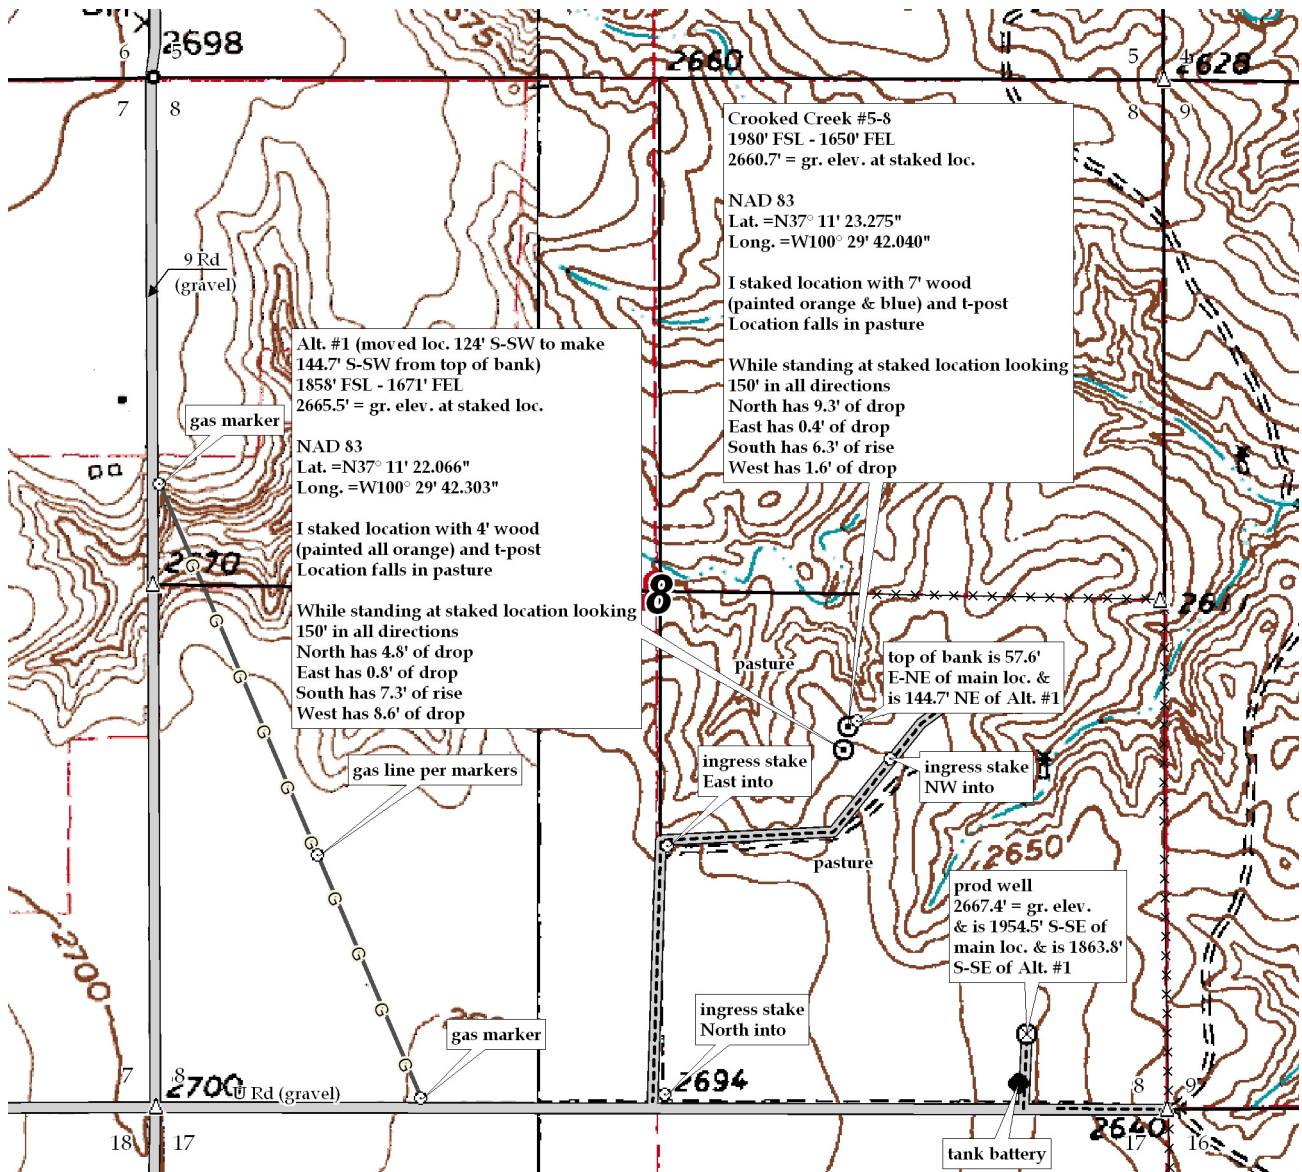 2698
6
5
2660
5
4
2628
7
8
8
9
Crooked Creek #5-8
1980' FSL - 1650' FEL
2660.7' = gr. elev. at staked loc.
NAD 83
Lat. =N37° 11' 23.275"
Long. =W100° 29' 42.040"
I staked location with 7' wood
(painted orange & blue) and t-post
Location falls in pasture
While standing at staked location looking
150' in all directions
North has 9.3' of drop
East has 0.4' of drop
South has 6.3' of rise
West has 1.6' of drop
9 Rd
(gravel)
Alt. #1 (moved loc. 124' S-SW to make
144.7' S-SW from top of bank)
1858' FSL - 1671' FEL
2665.5' = gr. elev. at staked loc.
NAD 83
Lat. =N37° 11' 22.066"
Long. =W100° 29' 42.303"
I staked location with 4' wood
(painted all orange) and t-post
Location falls in pasture
While standing at staked location looking
150' in all directions
North has 4.8' of drop
East has 0.8' of drop
South has 7.3' of rise
West has 8.6' of drop
gas marker
8
2611
pasture
top of bank is 57.6'
E-NE of main loc. &
is 144.7' NE of Alt. #1
ingress stake
East into
ingress stake
NW into
gas line per markers
G
G
G
G
G
G
G
G
G
G
pasture
2650
prod well
2667.4' = gr. elev.
& is 1954.5' S-SE of
main loc. & is 1863.8'
S-SE of Alt. #1
2700
ingress stake
North into
gas marker
7
8
2700
U Rd (gravel)
2694
8
9
2640
18
17
17
16
tank battery